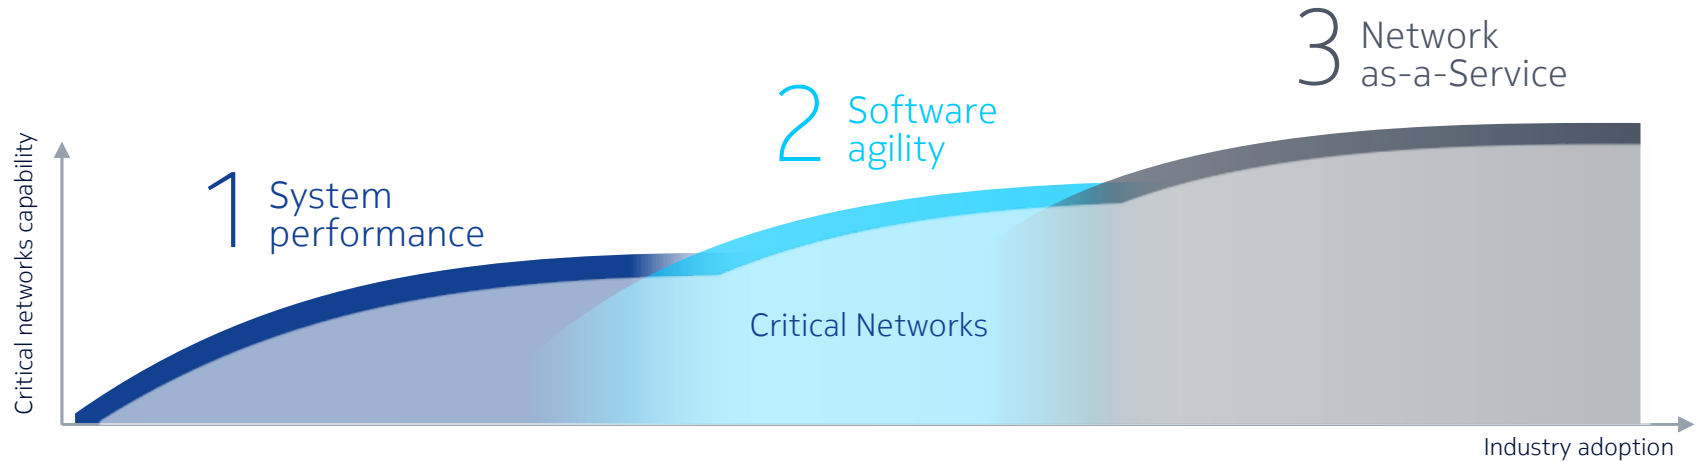 3 Network
as-a-Service
2 Software
agility
1 System
performance
Critical networks capability
Critical Networks
Industry adoption